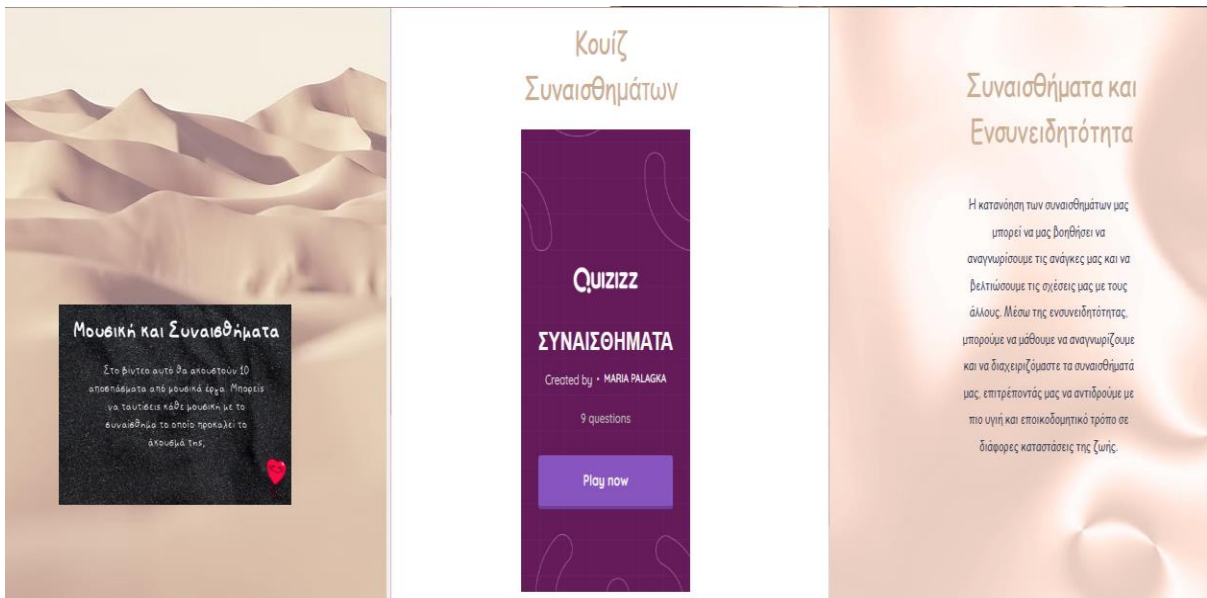 Μουσική και Συναισθήματα
Στο βίντεο αυτό θα ακουστούν 10
αποσπάσματα από μουσικά έργα. Μπορείς
να ταυτίσεις κάθε μουσική με το
συναίσθημα το οποίο προκαλεί το
άκουσμά της;
Κουίζ
Συναισθημάτων
Quizizz
ΣΥΝΑΙΣΘΗΜΑΤΑ
Created by • MARIA PALAGKA
9 questions
Play now
Συναισθήματα και
Ενσυνειδητότητα
Η κατανόηση των συναισθημάτων μας
μπορεί να μας βοηθήσει να
αναγνωρίσουμε τις ανάγκες μας και να
βελτιώσουμε τις σχέσεις μας με τους
άλλους. Μέσω της ενσυνειδητότητας,
μπορούμε να μάθουμε να αναγνωρίζουμε
και να διαχειριζόμαστε τα συναισθήματά
μας, επιτρέποντάς μας να αντιδρούμε με
πιο υγιή και εποικοδομητικό τρόπο σε
διάφορες καταστάσεις της ζωής.